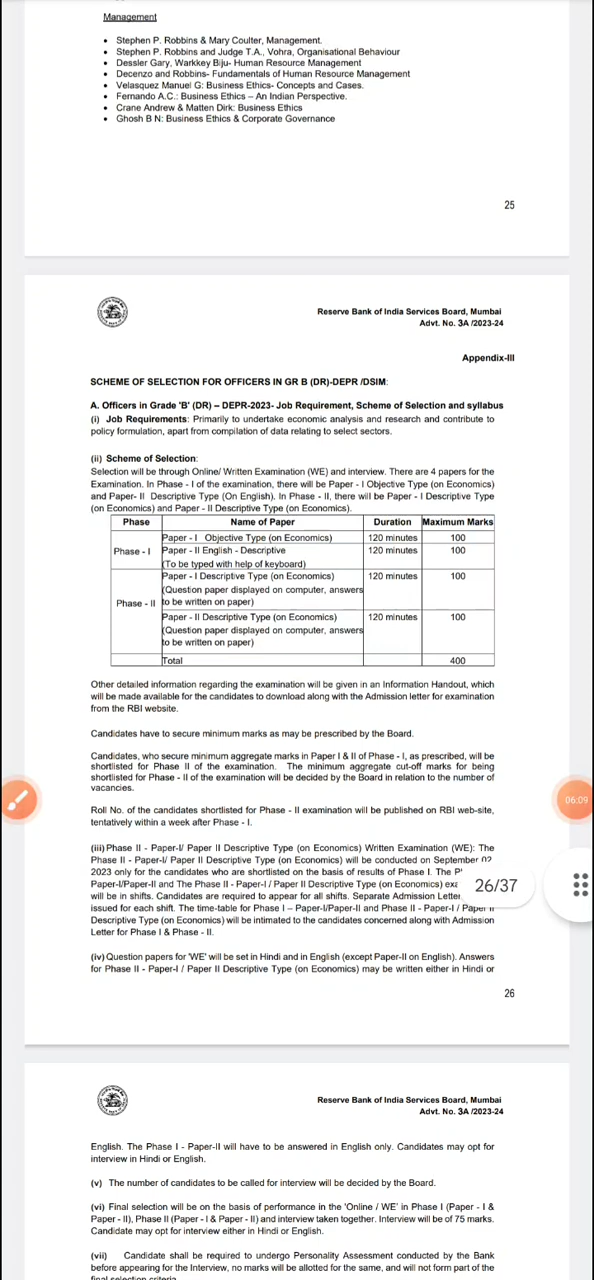 Management
• Stephen P. Robbins & Mary Coulter, Management.
• Stephen P. Robbins and Judge T.A., Vohra, Organisational Behaviour
• Dessler Gary, Warkkey Biju- Human Resource Management
• Decenzo and Robbins- Fundamentals of Human Resource Management
• Velasquez Manuel G: Business Ethics- Concepts and Cases.
• Fernando A.C.: Business Ethics – An Indian Perspective.
• Crane Andrew & Matten Dirk: Business Ethics
• Ghosh B N: Business Ethics & Corporate Governance
25
Reserve Bank of India Services Board, Mumbai
Advt. No. 3A /2023-24
Appendix-III
SCHEME OF SELECTION FOR OFFICERS IN GR B (DR)-DEPR /DSIM:
A. Officers in Grade 'B' (DR) – DEPR-2023- Job Requirement, Scheme of Selection and syllabus
(i) Job Requirements: Primarily to undertake economic analysis and research and contribute to
policy formulation, apart from compilation of data relating to select sectors.
(ii) Scheme of Selection:
Selection will be through Online/ Written Examination (WE) and interview. There are 4 papers for the
Examination. In Phase - I of the examination, there will be Paper - I Objective Type (on Economics)
and Paper- II Descriptive Type (On English). In Phase - II, there will be Paper - I Descriptive Type
(on Economics) and Paper - II Descriptive Type (on Economics).
Phase Name of Paper Duration Maximum Marks
Paper - I Objective Type (on Economics) 120 minutes 100
Phase - I Paper - II English - Descriptive 120 minutes 100
(To be typed with help of keyboard)
Paper - I Descriptive Type (on Economics) 120 minutes 100
(Question paper displayed on computer, answers
Phase - II to be written on paper)
Paper - II Descriptive Type (on Economics) 120 minutes 100
(Question paper displayed on computer, answers
to be written on paper)
Total 400
Other detailed information regarding the examination will be given in an Information Handout, which
will be made available for the candidates to download along with the Admission letter for examination
from the RBI website.
Candidates have to secure minimum marks as may be prescribed by the Board.
Candidates, who secure minimum aggregate marks in Paper I & II of Phase - I, as prescribed, will be
shortlisted for Phase II of the examination. The minimum aggregate cut-off marks for being
shortlisted for Phase - II of the examination will be decided by the Board in relation to the number of
vacancies.
06:09
Roll No. of the candidates shortlisted for Phase - II examination will be published on RBI web-site,
tentatively within a week after Phase - I.
(iii) Phase II - Paper-I/ Paper II Descriptive Type (on Economics) Written Examination (WE): The
Phase II - Paper-I/ Paper II Descriptive Type (on Economics) will be conducted on September 02
2023 only for the candidates who are shortlisted on the basis of results of Phase I. The
Paper-I/Paper-II and The Phase II - Paper-I / Paper II Descriptive Type (on Economics)
26/37
will be in shifts. Candidates are required to appear for all shifts. Separate Admission Letter
issued for each shift. The time-table for Phase I – Paper-I/Paper-II and Phase II - Paper-I / Paper II
Descriptive Type (on Economics) will be intimated to the candidates concerned along with Admission
Letter for Phase I & Phase - II.
(iv) Question papers for 'WE' will be set in Hindi and in English (except Paper-II on English). Answers
for Phase II - Paper-I / Paper II Descriptive Type (on Economics) may be written either in Hindi or
26
Reserve Bank of India Services Board, Mumbai
Advt. No. 3A /2023-24
English. The Phase I - Paper-II will have to be answered in English only. Candidates may opt for
interview in Hindi or English.
(v) The number of candidates to be called for interview will be decided by the Board.
(vi) Final selection will be on the basis of performance in the 'Online / WE' in Phase I (Paper - I &
Paper - II), Phase II (Paper - I & Paper - II) and interview taken together. Interview will be of 75 marks.
Candidate may opt for interview either in Hindi or English.
(vii) Candidate shall be required to undergo Personality Assessment conducted by the Bank
before appearing for the Interview, no marks will be allotted for the same, and will not form part of the
final selection criteria.